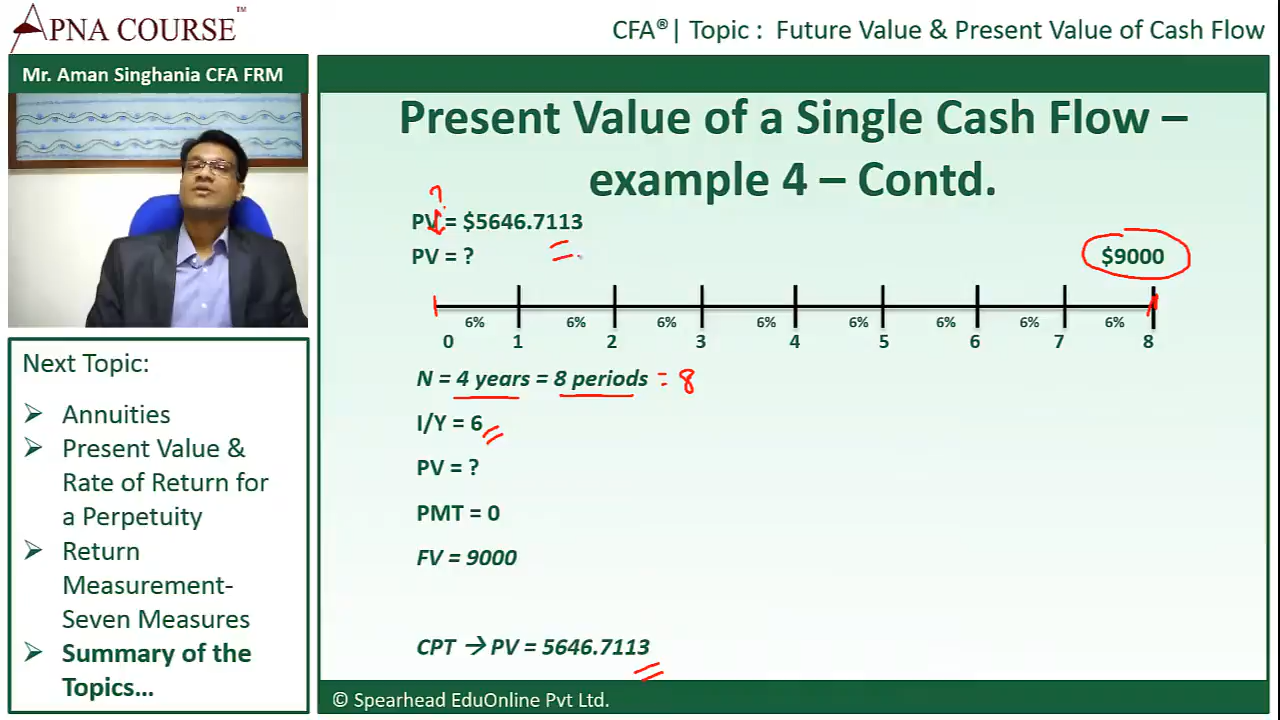 APNA COURSE™
CFA®| Topic : Future Value & Present Value of Cash Flow
Mr. Aman Singhania CFA FRM
Present Value of a Single Cash Flow –
example 4 – Contd.
?
PV = $5646.7113
PV = ?
$9000
6% 6% 6% 6% 6% 6% 6% 6%
0 1 2 3 4 5 6 7 8
N = 4 years = 8 periods = 8
I/Y = 6
PV = ?
PMT = 0
FV = 9000
CPT → PV = 5646.7113
Next Topic:
Annuities
Present Value &
Rate of Return for
a Perpetuity
Return
Measurement-
Seven Measures
Summary of the
Topics...
© Spearhead EduOnline Pvt Ltd.